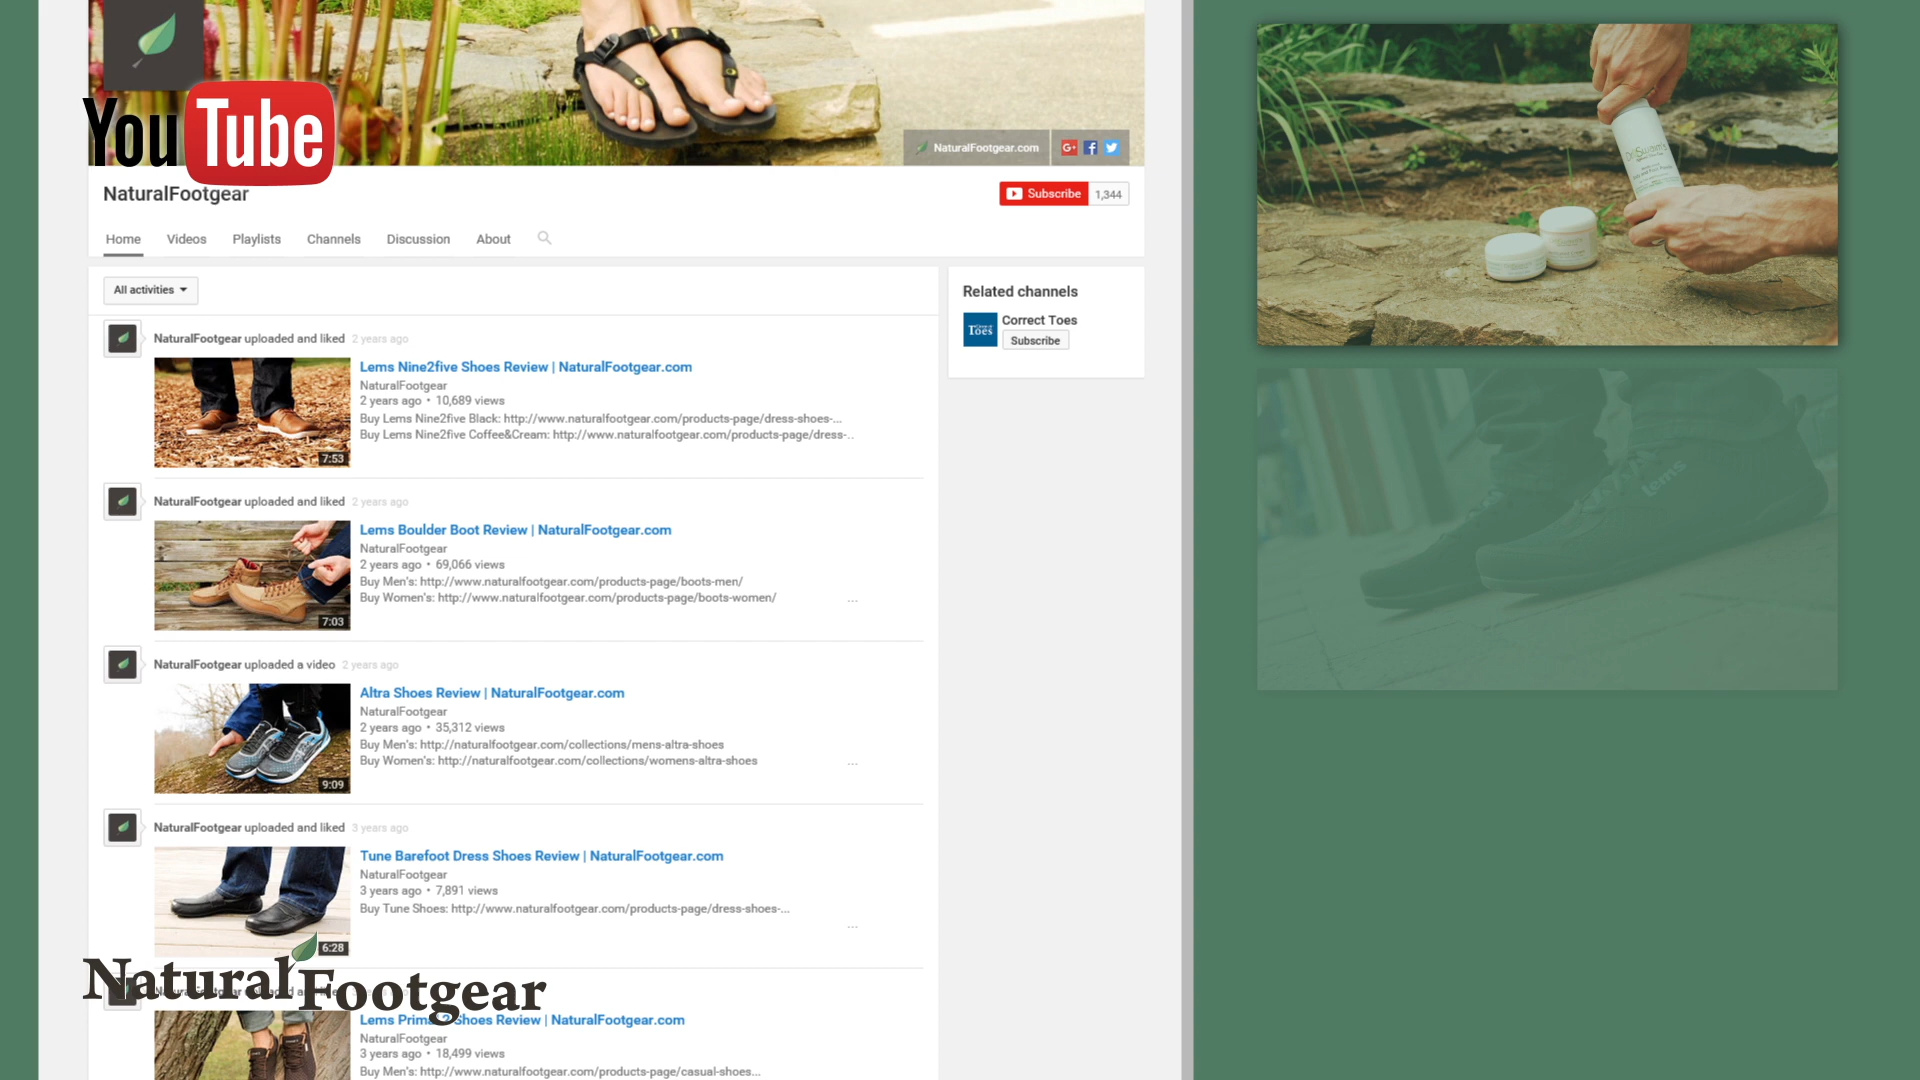 YouTube
NaturalFootgear.com
NaturalFootgear
Subscribe 1,344
Home Videos Playlists Channels Discussion About
All activities
Related channels
Correct Toes
Subscribe
NaturalFootgear uploaded and liked 2 years ago
Lems Nine2five Shoes Review | NaturalFootgear.com
NaturalFootgear
2 years ago • 10,689 views
Buy Lems Nine2five Black: http://www.naturalfootgear.com/products-page/dress-shoes-...
Buy Lems Nine2five Coffee&Cream: http://www.naturalfootgear.com/products-page/dress-..
7:53
NaturalFootgear uploaded and liked 2 years ago
Lems Boulder Boot Review | NaturalFootgear.com
NaturalFootgear
2 years ago • 69,066 views
Buy Men's: http://www.naturalfootgear.com/products-page/boots-men/
Buy Women's: http://www.naturalfootgear.com/products-page/boots-women/ ...
7:03
NaturalFootgear uploaded a video 2 years ago
Altra Shoes Review | NaturalFootgear.com
NaturalFootgear
2 years ago • 35,312 views
Buy Men's: http://naturalfootgear.com/collections/mens-altra-shoes
Buy Women's: http://naturalfootgear.com/collections/womens-altra-shoes ...
9:09
NaturalFootgear uploaded and liked 3 years ago
Tune Barefoot Dress Shoes Review | NaturalFootgear.com
NaturalFootgear
3 years ago • 7,891 views
Buy Tune Shoes: http://www.naturalfootgear.com/products-page/dress-shoes-...
...
6:28
Natural Footgear
Lems Primal 2 Shoes Review | NaturalFootgear.com
NaturalFootgear
3 years ago • 18,499 views
Buy Men's: http://www.naturalfootgear.com/products-page/casual-shoes...
Dr.Swanson's
lems